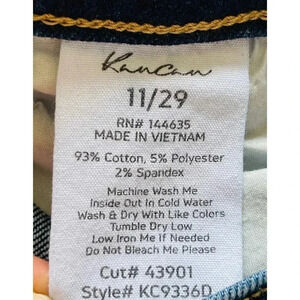 KanCan
11/29
RN# 144635
MADE IN VIETNAM
93% Cotton, 5% Polyester
2% Spandex
Machine Wash Me
Inside Out In Cold Water
Wash & Dry With Like Colors
Tumble Dry Low
Low Iron Me If Needed
Do Not Bleach Me Please
Cut# 43901
Style# KC9336D